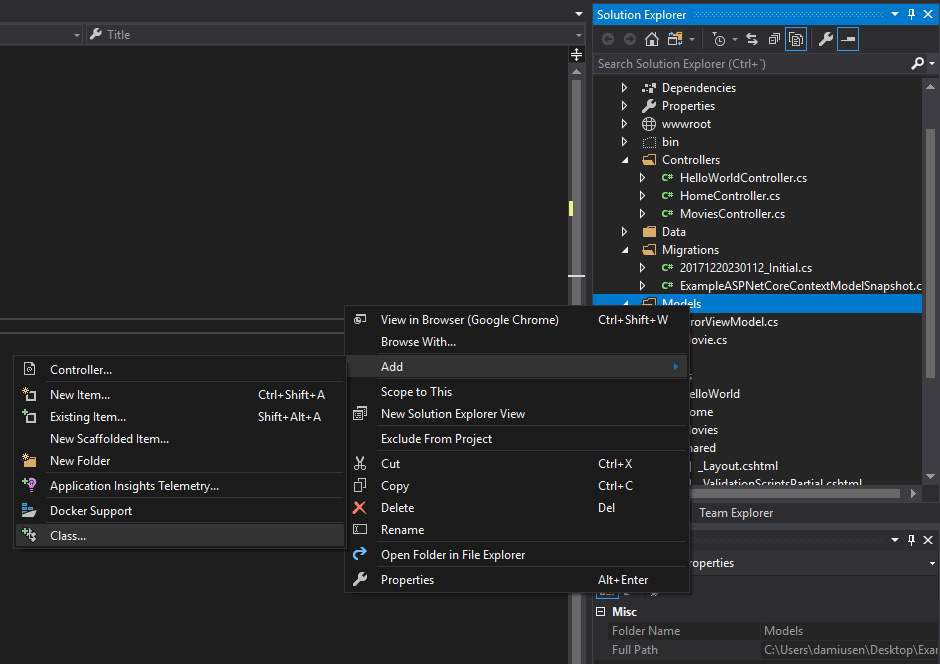 Title
Solution Explorer
Search Solution Explorer (Ctrl+`)
Dependencies
Properties
wwwroot
bin
Controllers
C# HelloWorldController.cs
C# HomeController.cs
C# MoviesController.cs
Data
Migrations
C# 20171220230112_Initial.cs
C# ExampleASPNetCoreContextModelSnapshot.c
Models
rorViewModel.cs
ovie.cs
s
elloWorld
ome
ovies
ared
_Layout.cshtml
_ValidationScriptsPartial.cshtml
View in Browser (Google Chrome) Ctrl+Shift+W
Browse With...
Add
Scope to This
New Solution Explorer View
Exclude From Project
Cut Ctrl+X
Copy Ctrl+C
Delete Del
Rename
Open Folder in File Explorer
Properties Alt+Enter
Controller...
New Item... Ctrl+Shift+A
Existing Item... Shift+Alt+A
New Scaffolded Item...
New Folder
Application Insights Telemetry...
Docker Support
Class...
Team Explorer
roperties
Misc
Folder Name Models
Full Path C:\Users\damiusen\Desktop\Exar